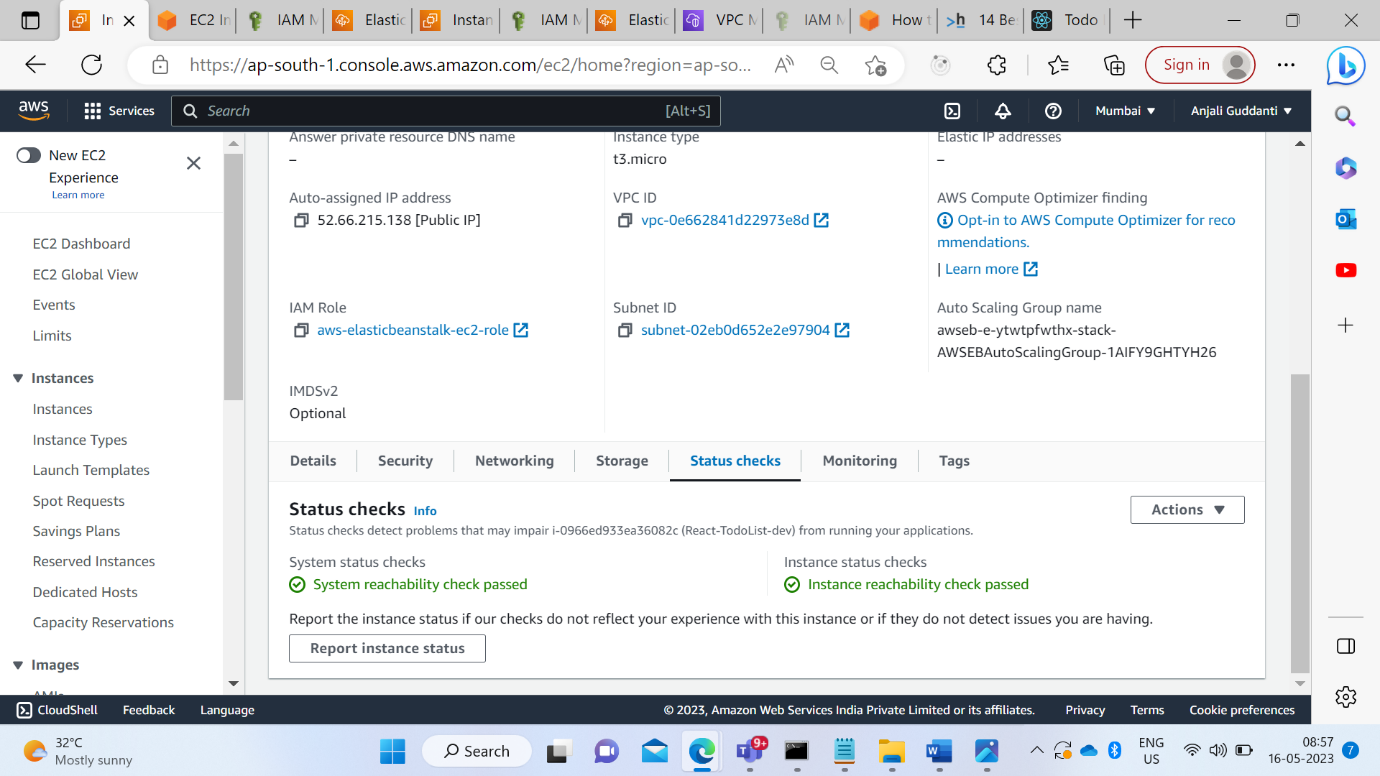 In
EC2 In
IAM M
Elastic
Instan
IAM M
Elastic
VPC M
IAM M
How t
14 Be
Todo
https://ap-south-1.console.aws.amazon.com/ec2/home?region=ap-so...
Sign in
aws
Services
Search
[Alt+S]
Mumbai
Anjali Guddanti
New EC2
Experience
Learn more
EC2 Dashboard
EC2 Global View
Events
Limits
Instances
Instances
Instance Types
Launch Templates
Spot Requests
Savings Plans
Reserved Instances
Dedicated Hosts
Capacity Reservations
Images
AMIs
Answer private resource DNS name
–
Instance type
t3.micro
Elastic IP addresses
–
Auto-assigned IP address
52.66.215.138 [Public IP]
VPC ID
vpc-0e662841d22973e8d
AWS Compute Optimizer finding
Opt-in to AWS Compute Optimizer for reco
mmendations.
| Learn more
IAM Role
aws-elasticbeanstalk-ec2-role
Subnet ID
subnet-02eb0d652e2e97904
Auto Scaling Group name
awseb-e-ytwtpfwthx-stack-
AWSEBAutoScalingGroup-1AIFY9GHTYH26
IMDSv2
Optional
Details
Security
Networking
Storage
Status checks
Monitoring
Tags
Status checks Info
Actions
Status checks detect problems that may impair i-0966ed933ea36082c (React-TodoList-dev) from running your applications.
System status checks
System reachability check passed
Instance status checks
Instance reachability check passed
Report the instance status if our checks do not reflect your experience with this instance or if they do not detect issues you are having.
Report instance status
CloudShell
Feedback
Language
© 2023, Amazon Web Services India Private Limited or its affiliates.
Privacy
Terms
Cookie preferences
32°C
Mostly sunny
Search
9+
ENG
US
08:57
16-05-2023
7